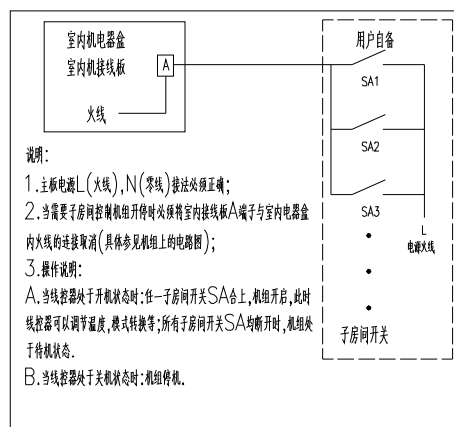 室内机电器盒
室内机接线板
A
火线
用户自备
SA1
SA2
SA3
L
电源火线
子房间开关
说明:
1.主板电源L(火线),N(零线)接法必须正确;
2.当需要子房间控制机组开停时必须将室内接线板A端子与室内电器盒
内火线的连接取消(具体参见机组上的电路图);
3.操作说明:
A.当线控器处于开机状态时:任一子房间开关SA合上,机组开启,此时
线控器可以调节温度,模式转换等;所有子房间开关SA均断开时,机组处
于待机状态.
B.当线控器处于关机状态时:机组停机.